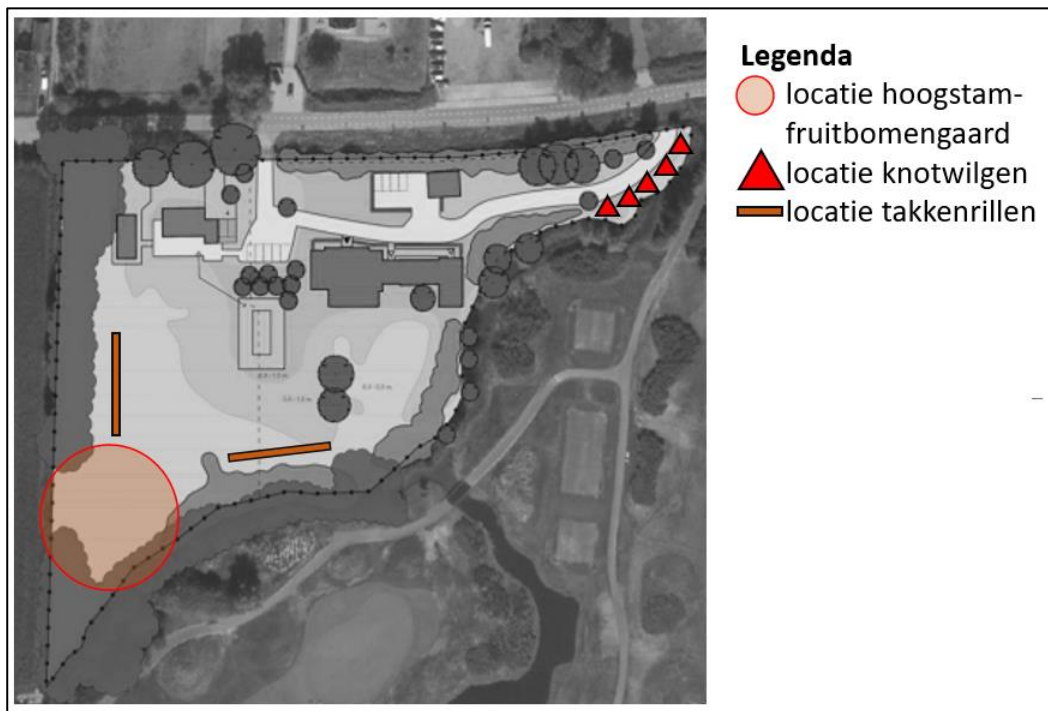 Legenda
locatie hoogstam-
fruitbomengaard
locatie knotwilgen
locatie takkenrillen